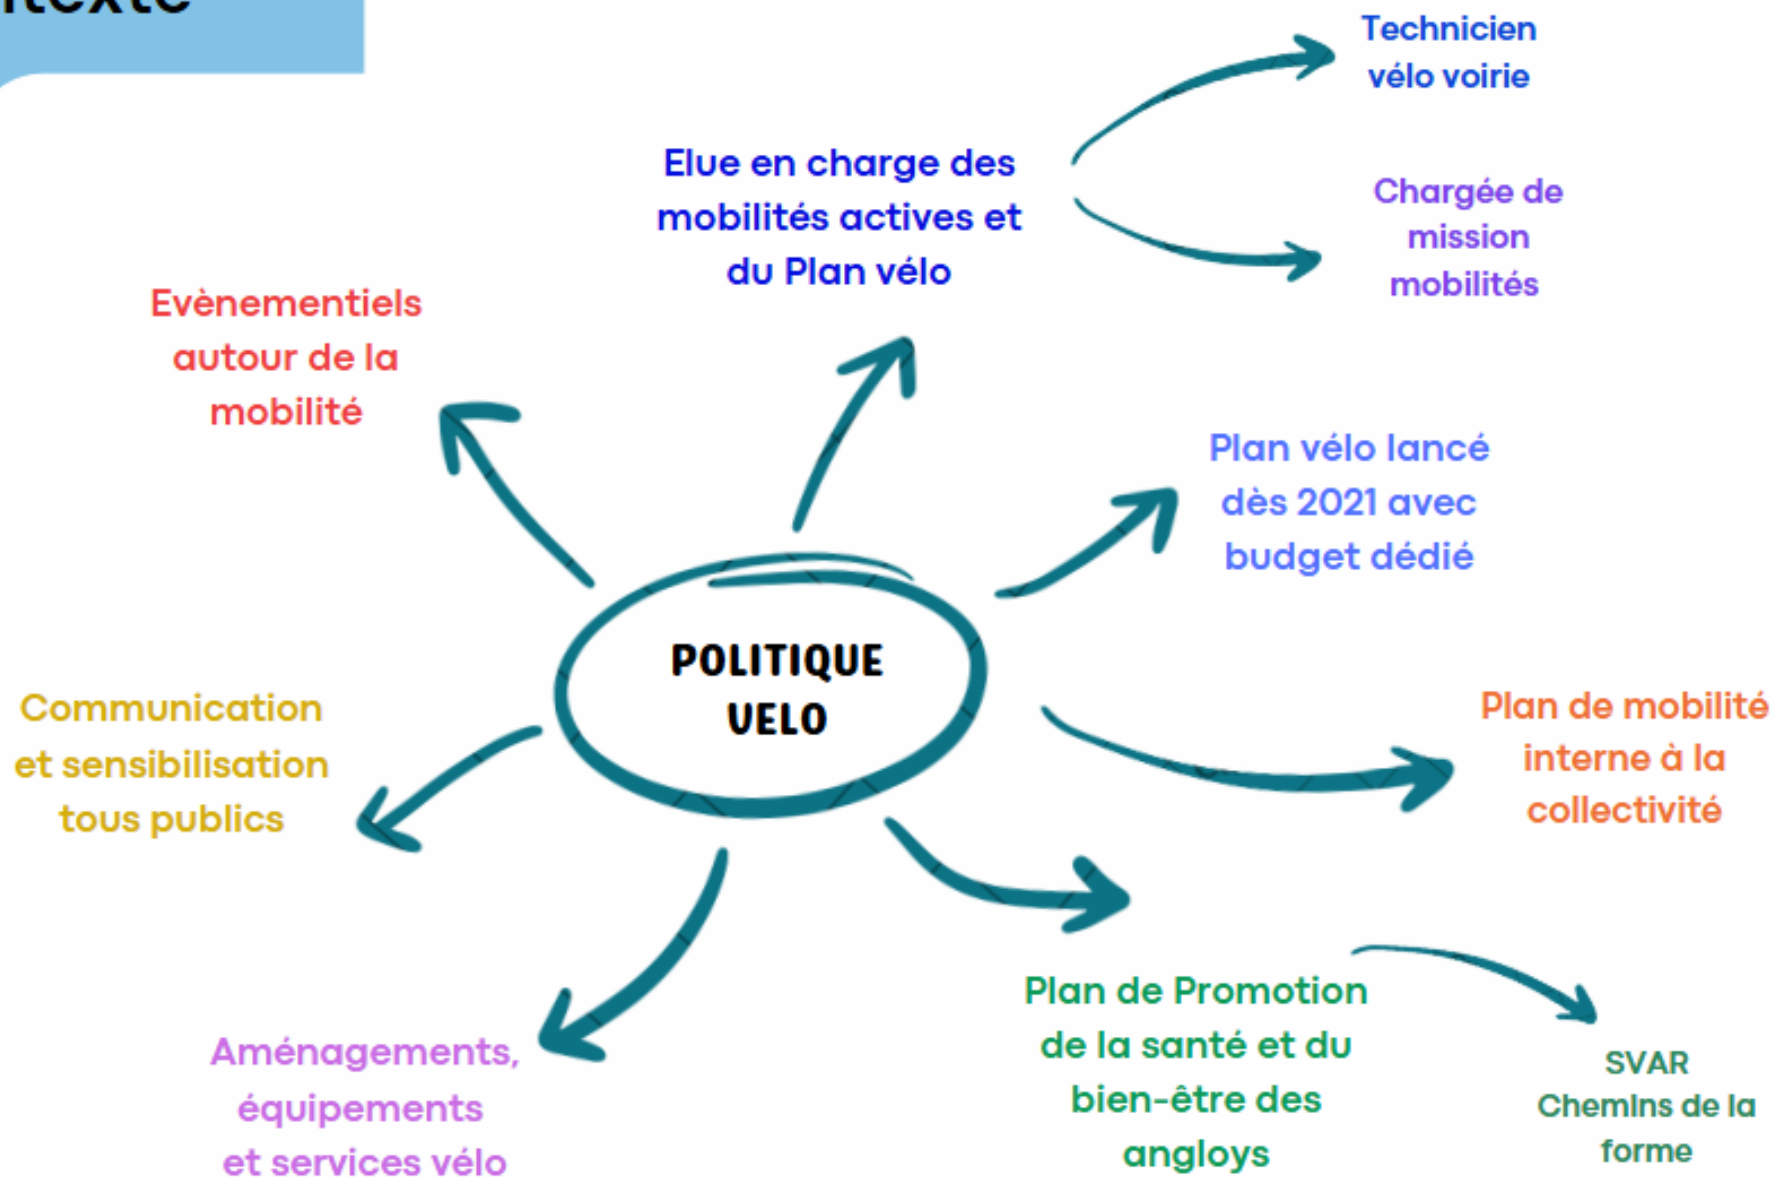 Technicien
vélo voirie
Elue en charge des
mobilités actives et
du Plan vélo
Chargée de
mission
mobilités
Evènementiels
autour de la
mobilité
Plan vélo lancé
dès 2021 avec
budget dédié
POLITIQUE
VELO
Communication
et sensibilisation
tous publics
Plan de mobilité
interne à la
collectivité
Plan de Promotion
de la santé et du
bien-être des
angloys
SVAR
ChemIns de la
forme
Aménagements,
équipements
et services vélo